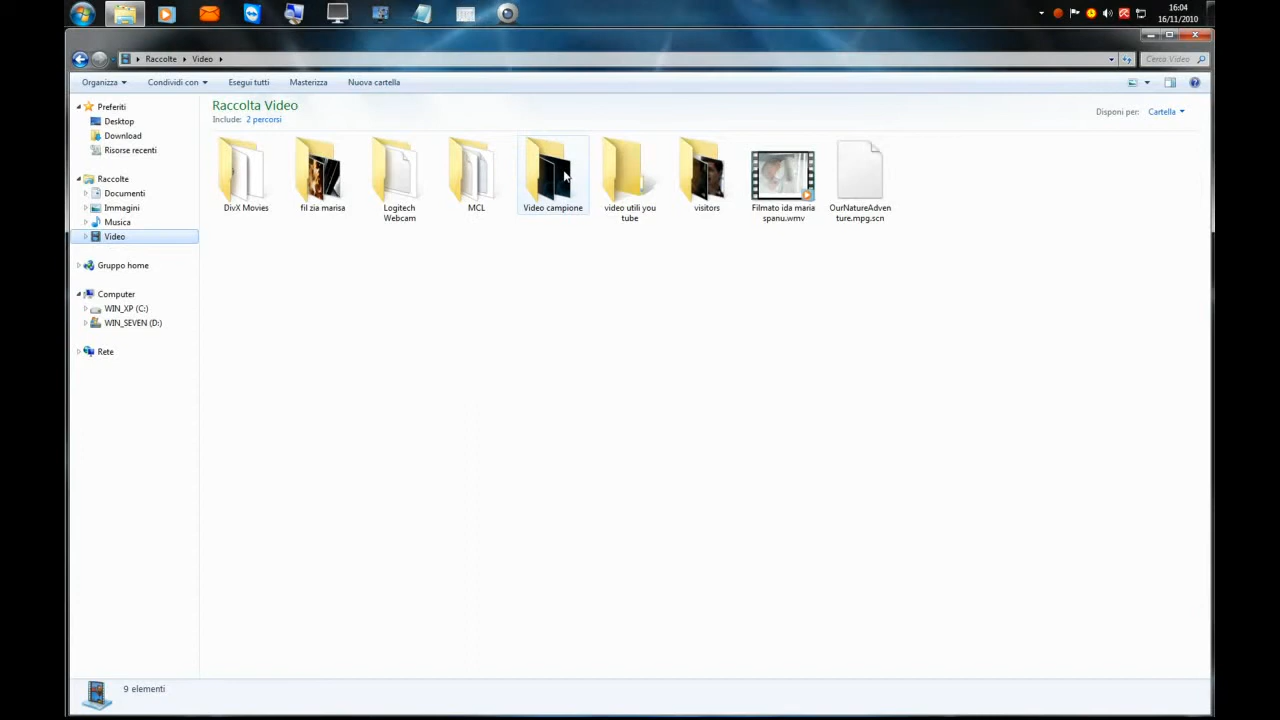 16:04
16/11/2010
Raccolte
Video
Cerca Video
Organizza
Condividi con
Esegui tutti
Masterizza
Nuova cartella
Preferiti
Desktop
Download
Risorse recenti
Raccolte
Documenti
Immagini
Musica
Video
Gruppo home
Computer
WIN_XP (C:)
WIN_SEVEN (D:)
Rete
Raccolta Video
Include: 2 percorsi
Disponi per: Cartella
DivX Movies
fil zia marisa
Logitech
Webcam
MCL
Video campione
video utili you
tube
visitors
Filmato ida maria
spanu.wmv
OurNatureAdven
ture.mpg.scn
9 elementi